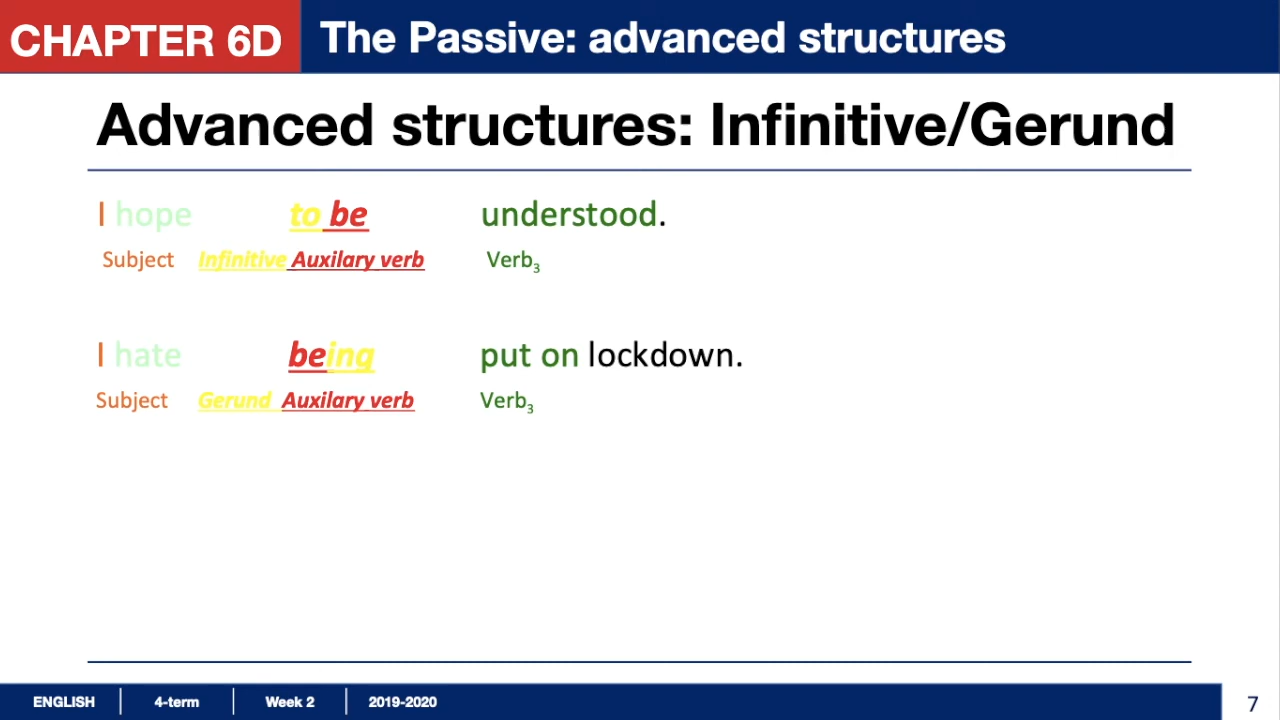 CHAPTER 6D The Passive: advanced structures
Advanced structures: Infinitive/Gerund
I hope to be understood.
Subject Infinitive Auxilary verb Verb3
I hate being put on lockdown.
Subject Gerund Auxilary verb Verb3
ENGLISH 4-term Week 2 2019-2020 7